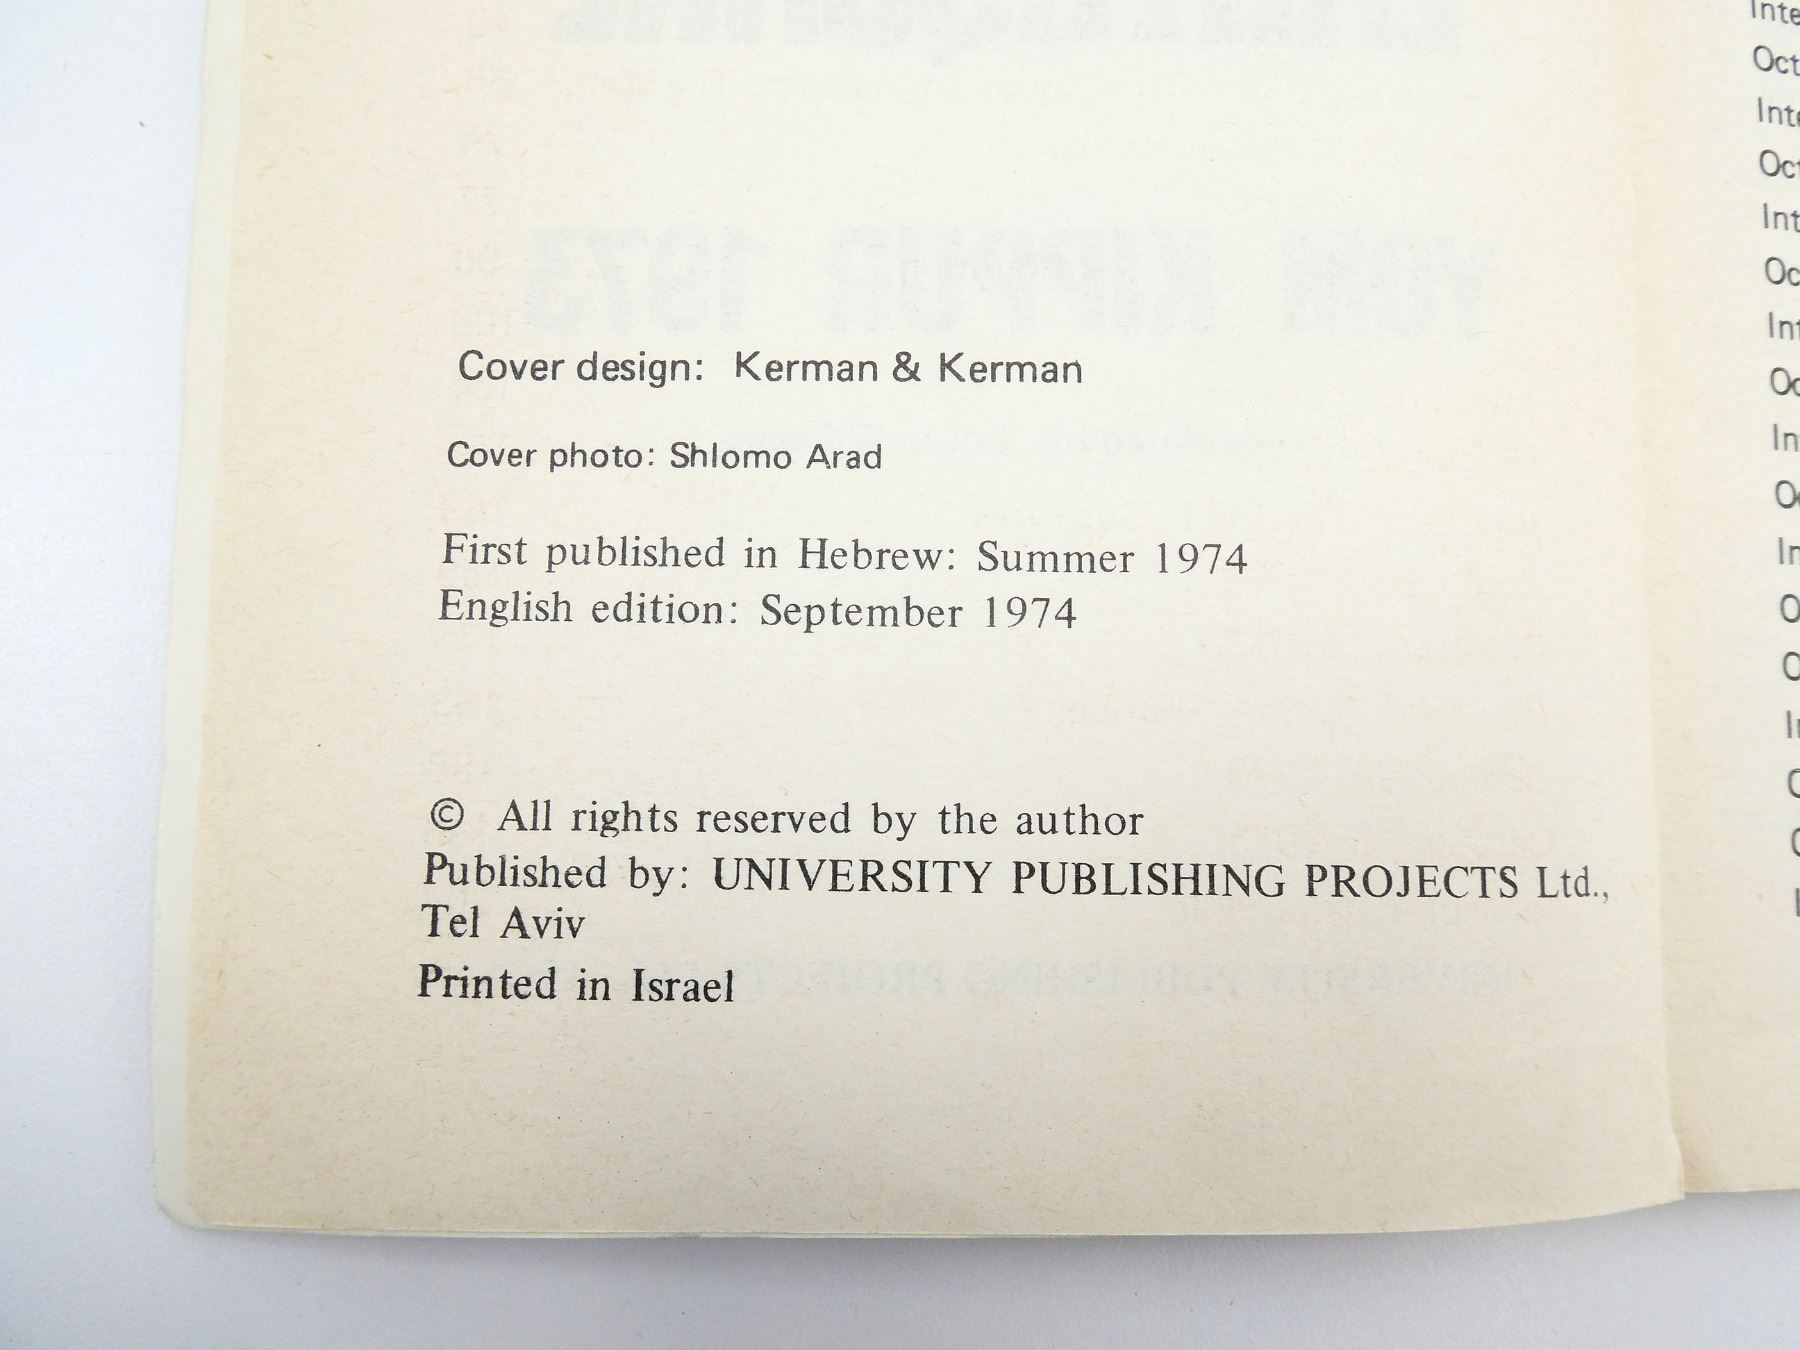 Cover design: Kerman & Kerman
Cover photo: Shlomo Arad
First published in Hebrew: Summer 1974
English edition: September 1974
© All rights reserved by the author
Published by: UNIVERSITY PUBLISHING PROJECTS Ltd.,
Tel Aviv
Printed in Israel